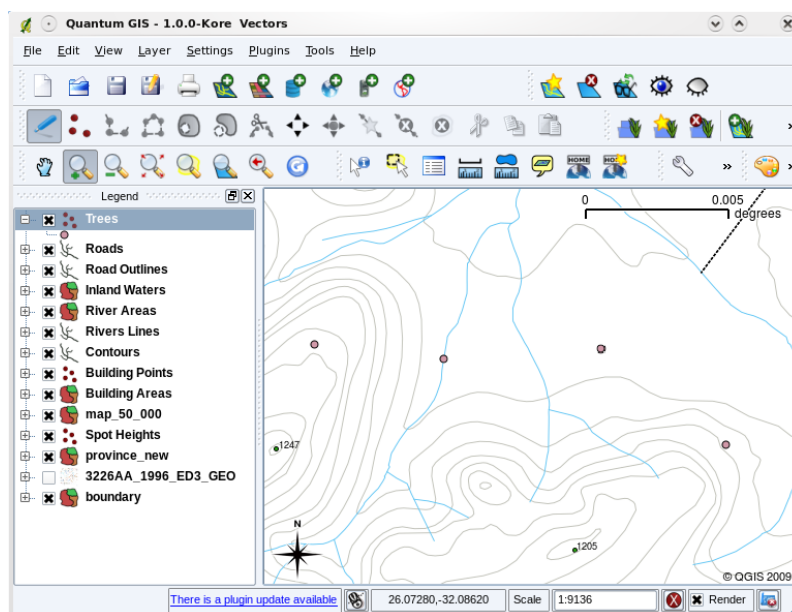 Quantum GIS - 1.0.0-Kore Vectors
File Edit View Layer Settings Plugins Tools Help
HOME HOME
Legend
Trees
Roads
Road Outlines
Inland Waters
River Areas
Rivers Lines
Contours
Building Points
Building Areas
map_50_000
Spot Heights
province_new
3226AA_1996_ED3_GEO
boundary
0 0.005
degrees
1247
1205
N
© QGIS 2009
There is a plugin update available 26.07280,-32.08620 Scale 1:9136 Render